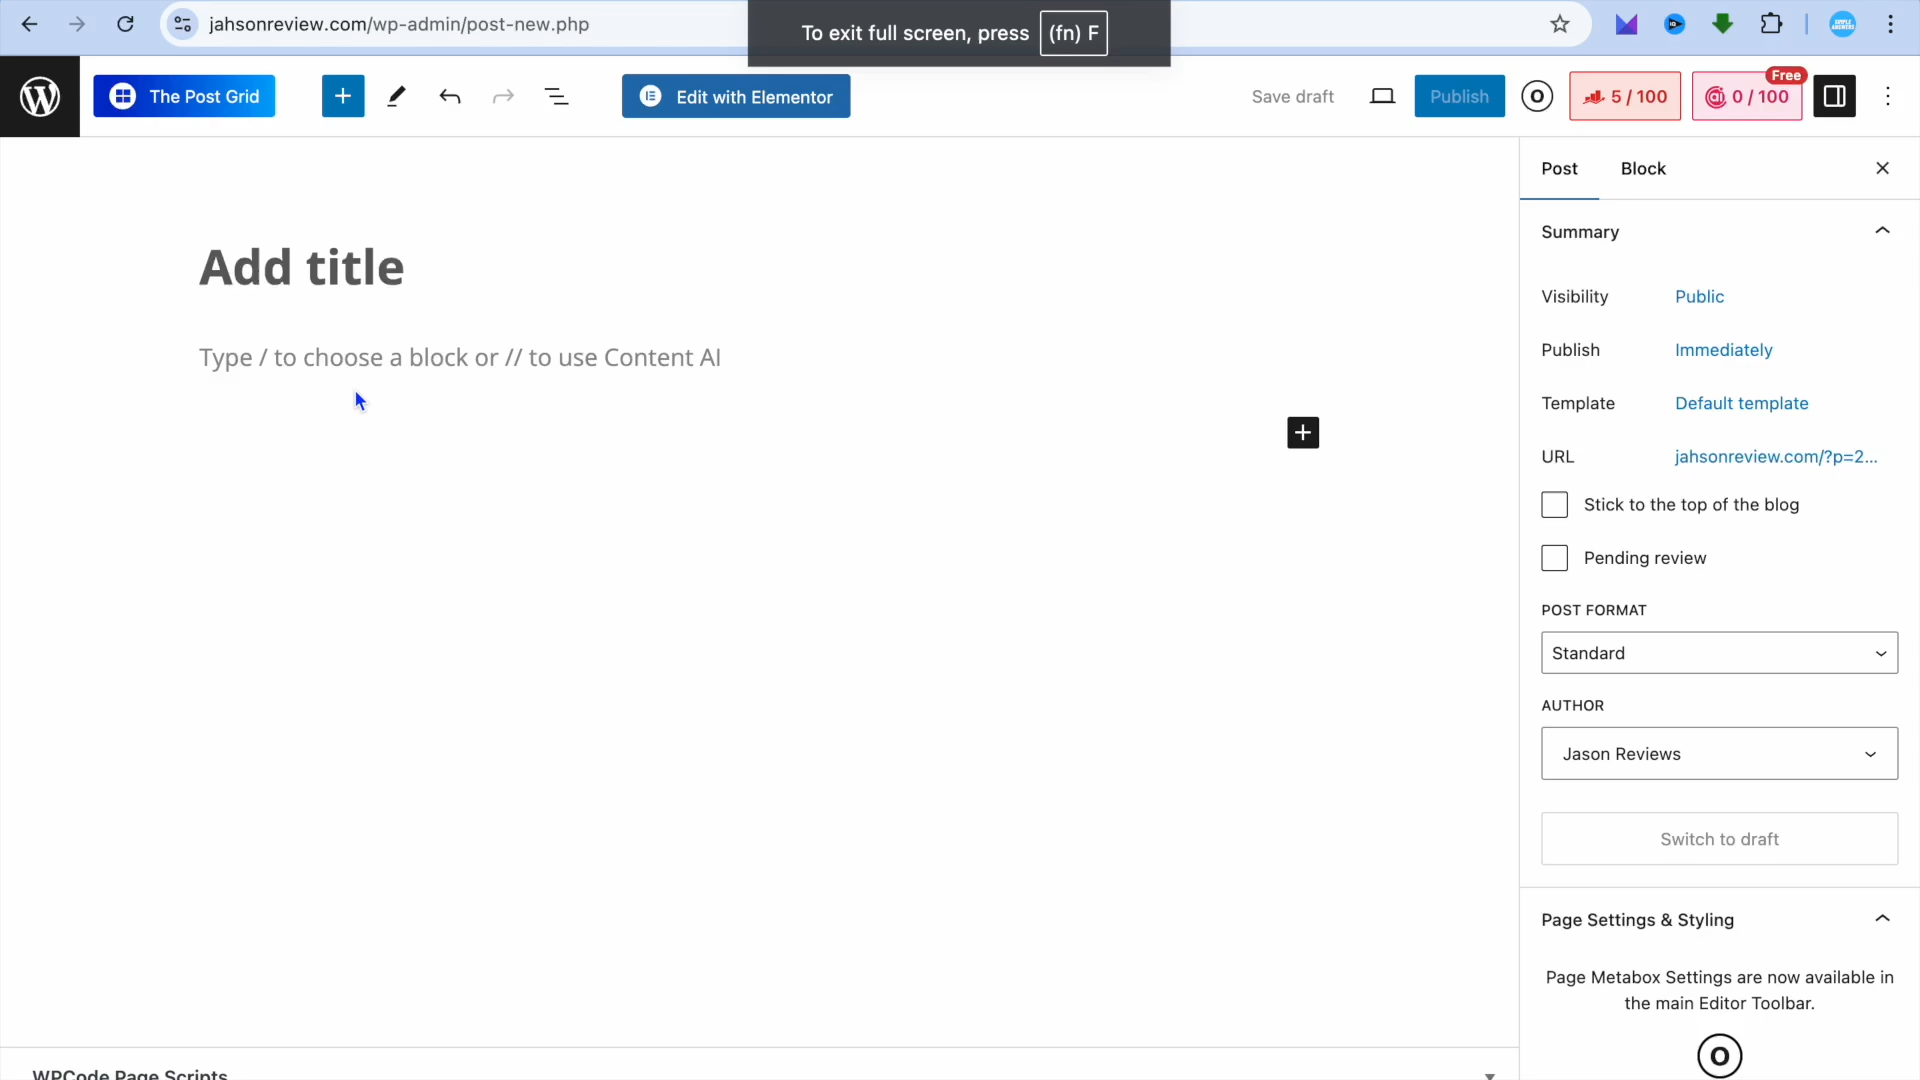 jahsonreview.com/wp-admin/post-new.php
To exit full screen, press (fn) F
The Post Grid
Edit with Elementor
Save draft
Publish
5 / 100
0 / 100
Free
Add title
Type / to choose a block or // to use Content AI
Post
Block
Summary
Visibility Public
Publish Immediately
Template Default template
URL jahsonreview.com/?p=2...
Stick to the top of the blog
Pending review
POST FORMAT
Standard
AUTHOR
Jason Reviews
Switch to draft
Page Settings & Styling
Page Metabox Settings are now available in
the main Editor Toolbar.
WPCode Page Scripts